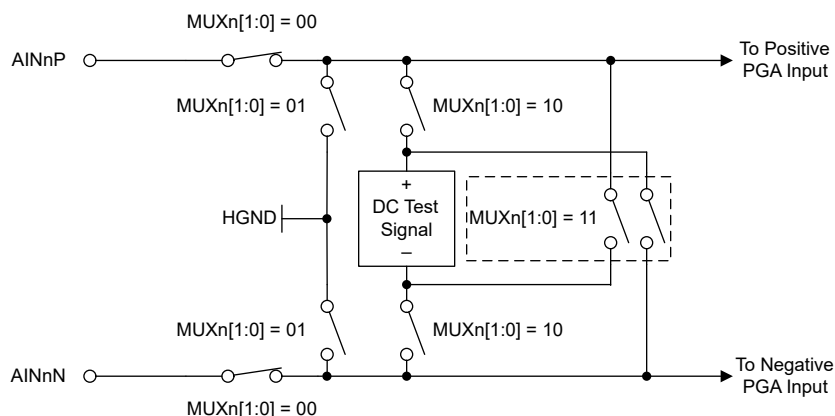 MUXn[1:0] = 00
AINnP
To Positive
PGA Input
MUXn[1:0] = 01
MUXn[1:0] = 10
+
DC Test
Signal
–
HGND
MUXn[1:0] = 11
MUXn[1:0] = 01
MUXn[1:0] = 10
AINnN
To Negative
PGA Input
MUXn[1:0] = 00